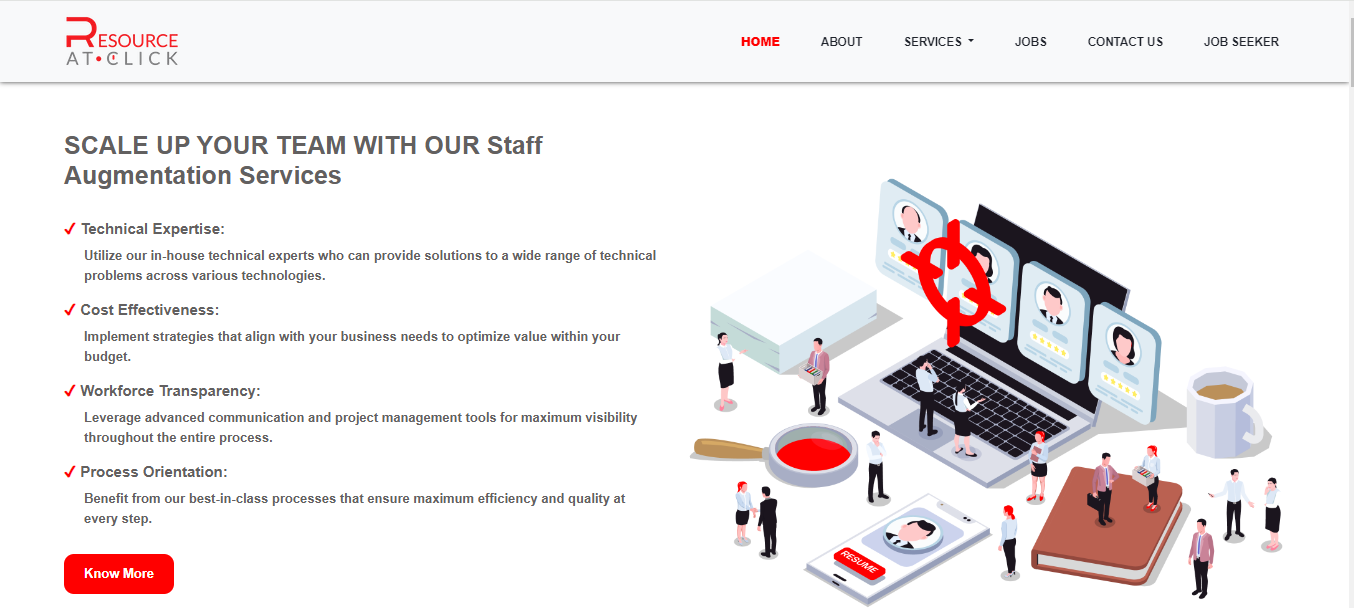 RESOURCE
AT CLICK
HOME ABOUT SERVICES JOBS CONTACT US JOB SEEKER
SCALE UP YOUR TEAM WITH OUR Staff
Augmentation Services
Technical Expertise:
Utilize our in-house technical experts who can provide solutions to a wide range of technical
problems across various technologies.
Cost Effectiveness:
Implement strategies that align with your business needs to optimize value within your
budget.
Workforce Transparency:
Leverage advanced communication and project management tools for maximum visibility
throughout the entire process.
Process Orientation:
Benefit from our best-in-class processes that ensure maximum efficiency and quality at
every step.
Know More
RESUME